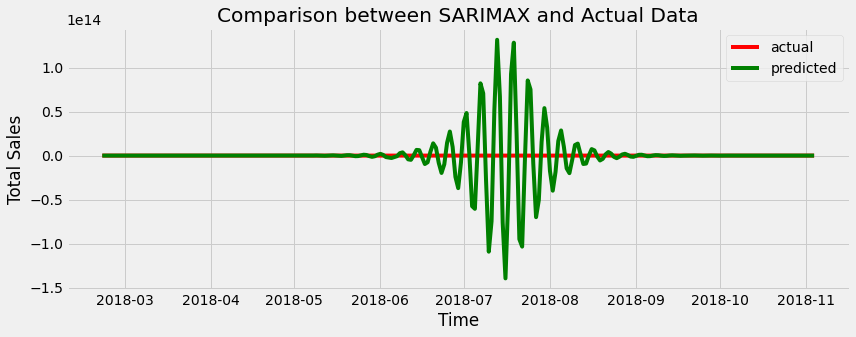 Comparison between SARIMAX and Actual Data
1e14
actual
predicted
1.0
0.5
0.0
−0.5
−1.0
−1.5
Total Sales
2018-03 2018-04 2018-05 2018-06 2018-07 2018-08 2018-09 2018-10 2018-11
Time